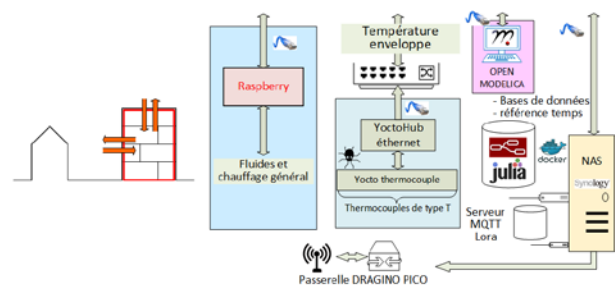 Température
enveloppe
OPEN
MODELICA
- Bases de données
- référence temps
Raspberry
YoctoHub
éthernet
julia
docker
NAS
Synology
Fluides et
chauffage général
Yocto thermocouple
Thermocouples de type T
Serveur
MQTT
Lora
Passerelle DRAGINO PICO